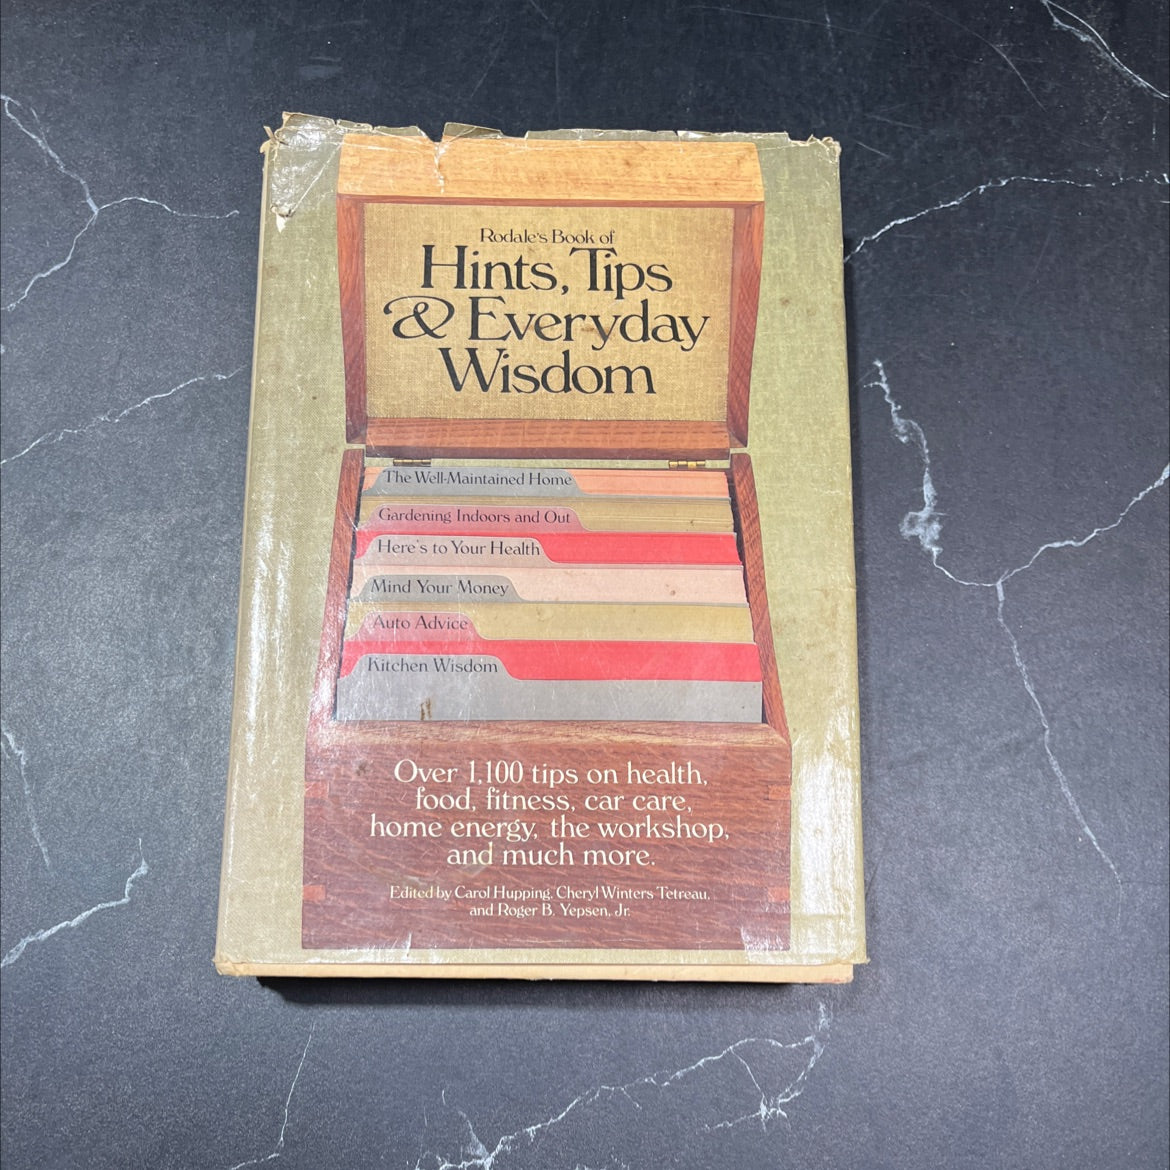 Rodale's Book of
Hints, Tips
& Everyday
Wisdom
The Well-Maintained Home
Gardening Indoors and Out
Here's to Your Health
Mind Your Money
Auto Advice
Kitchen Wisdom
Over 1,100 tips on health,
food, fitness, car care,
home energy, the workshop,
and much more.
Edited by Carol Hupping, Cheryl Winters Tetreau,
and Roger B. Yepsen, Jr.